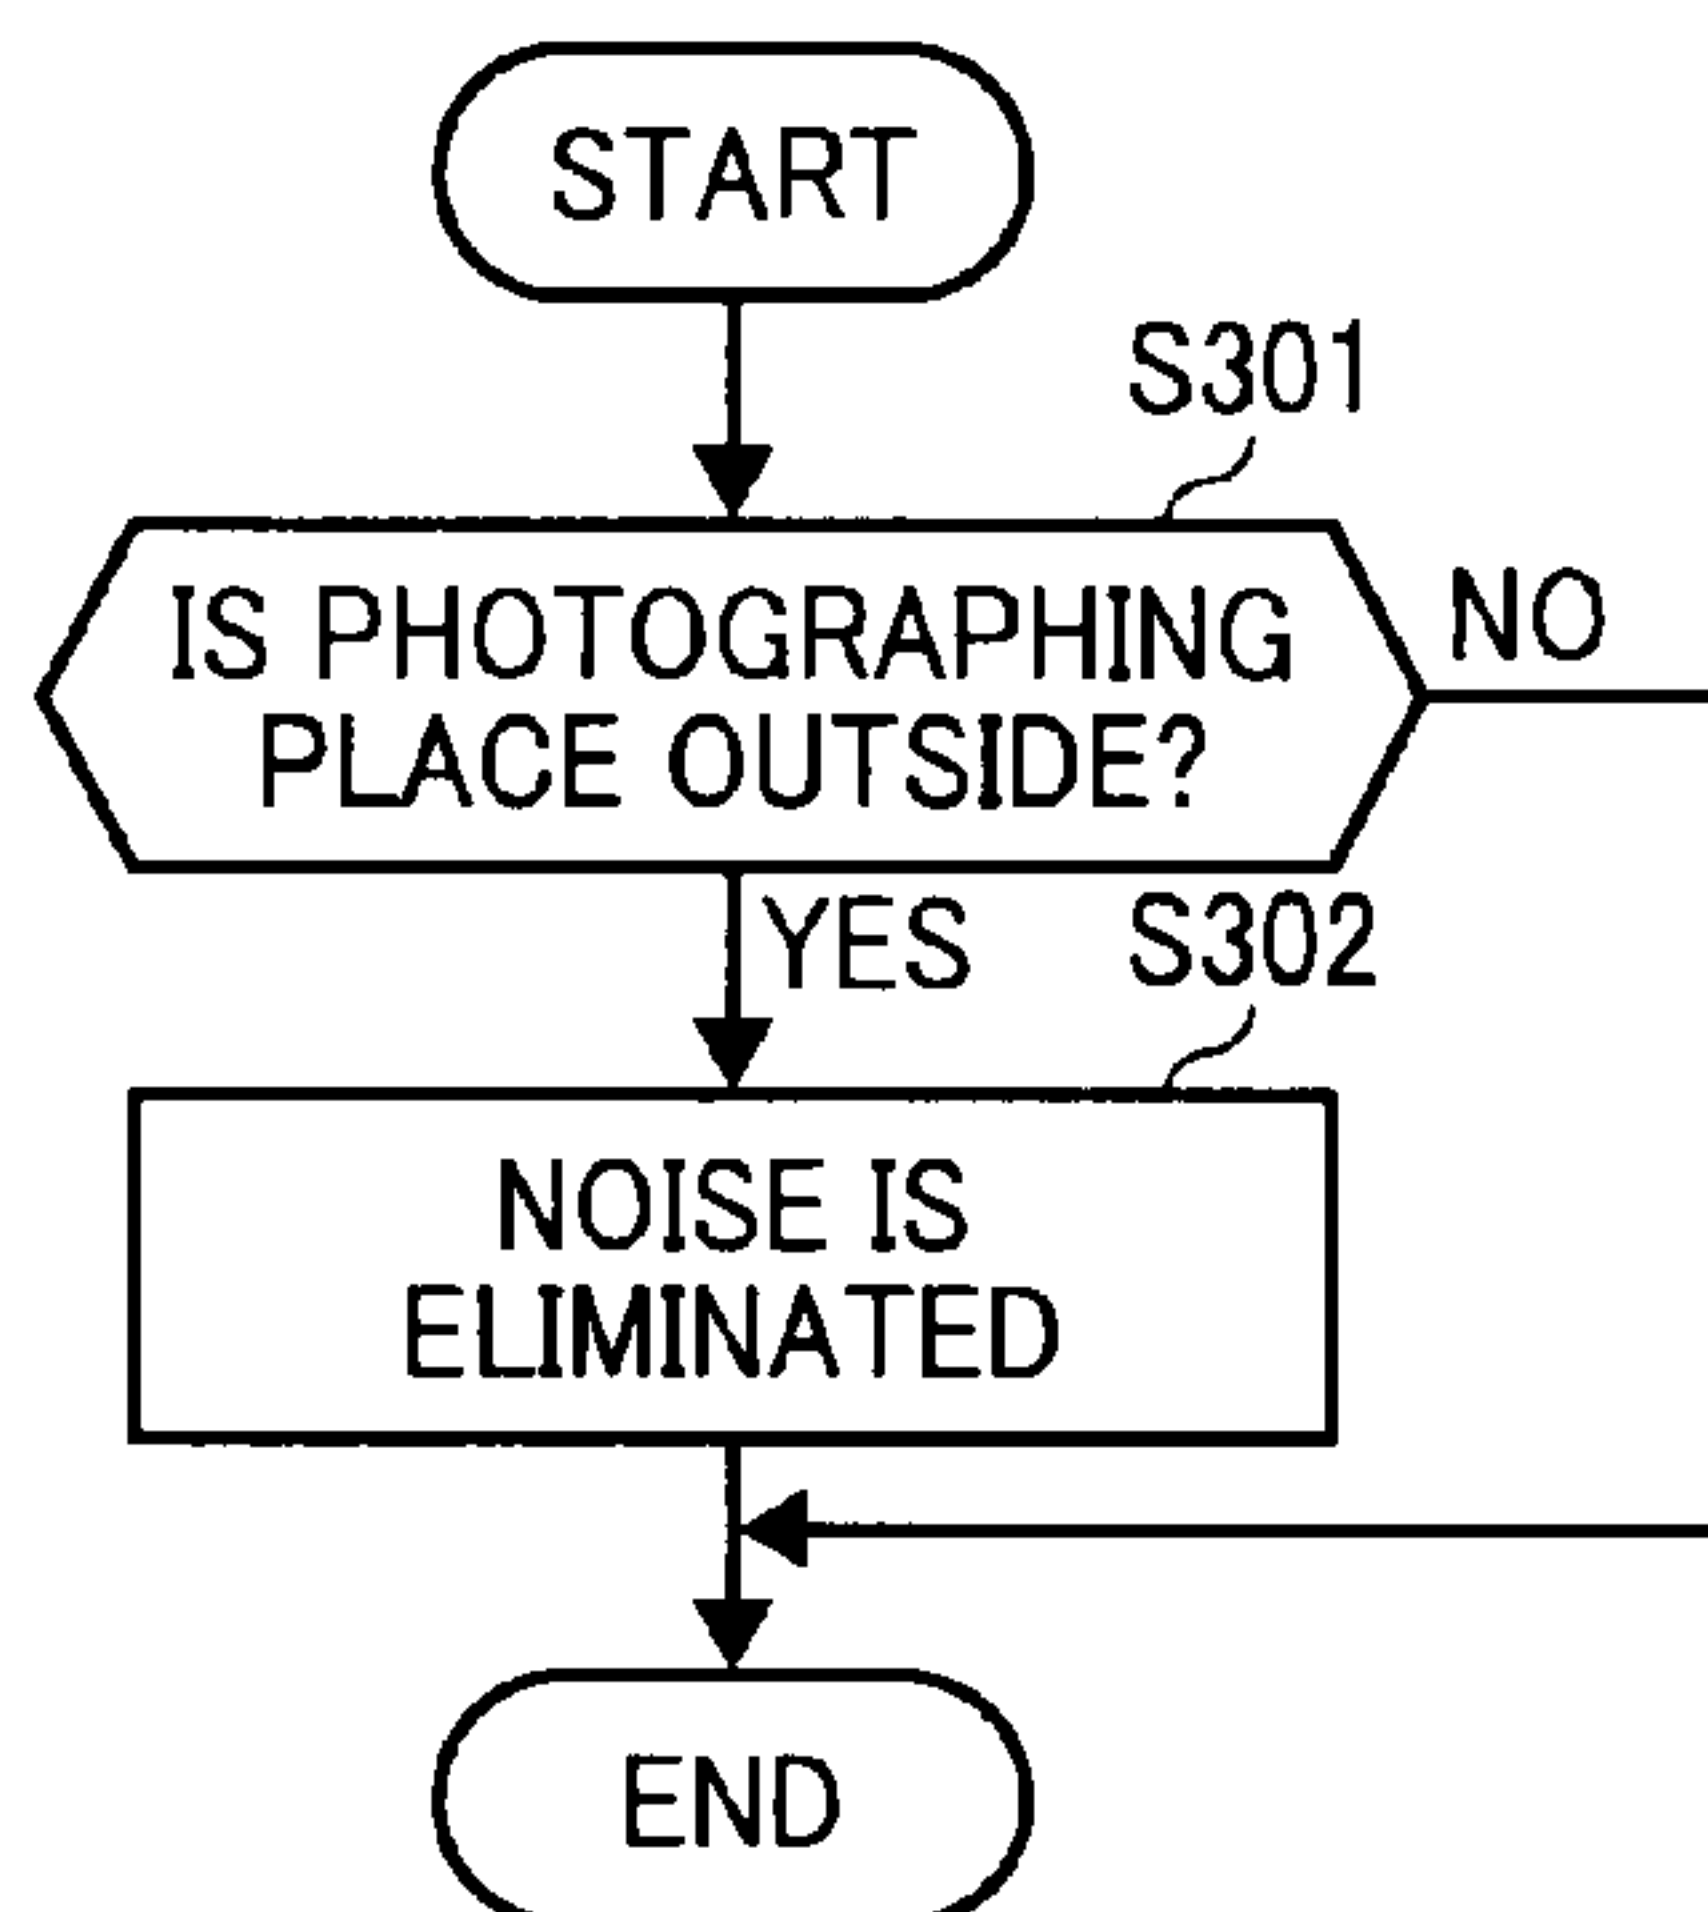 START
S301
IS PHOTOGRAPHING
PLACE OUTSIDE?
NO
YES
S302
NOISE IS
ELIMINATED
END